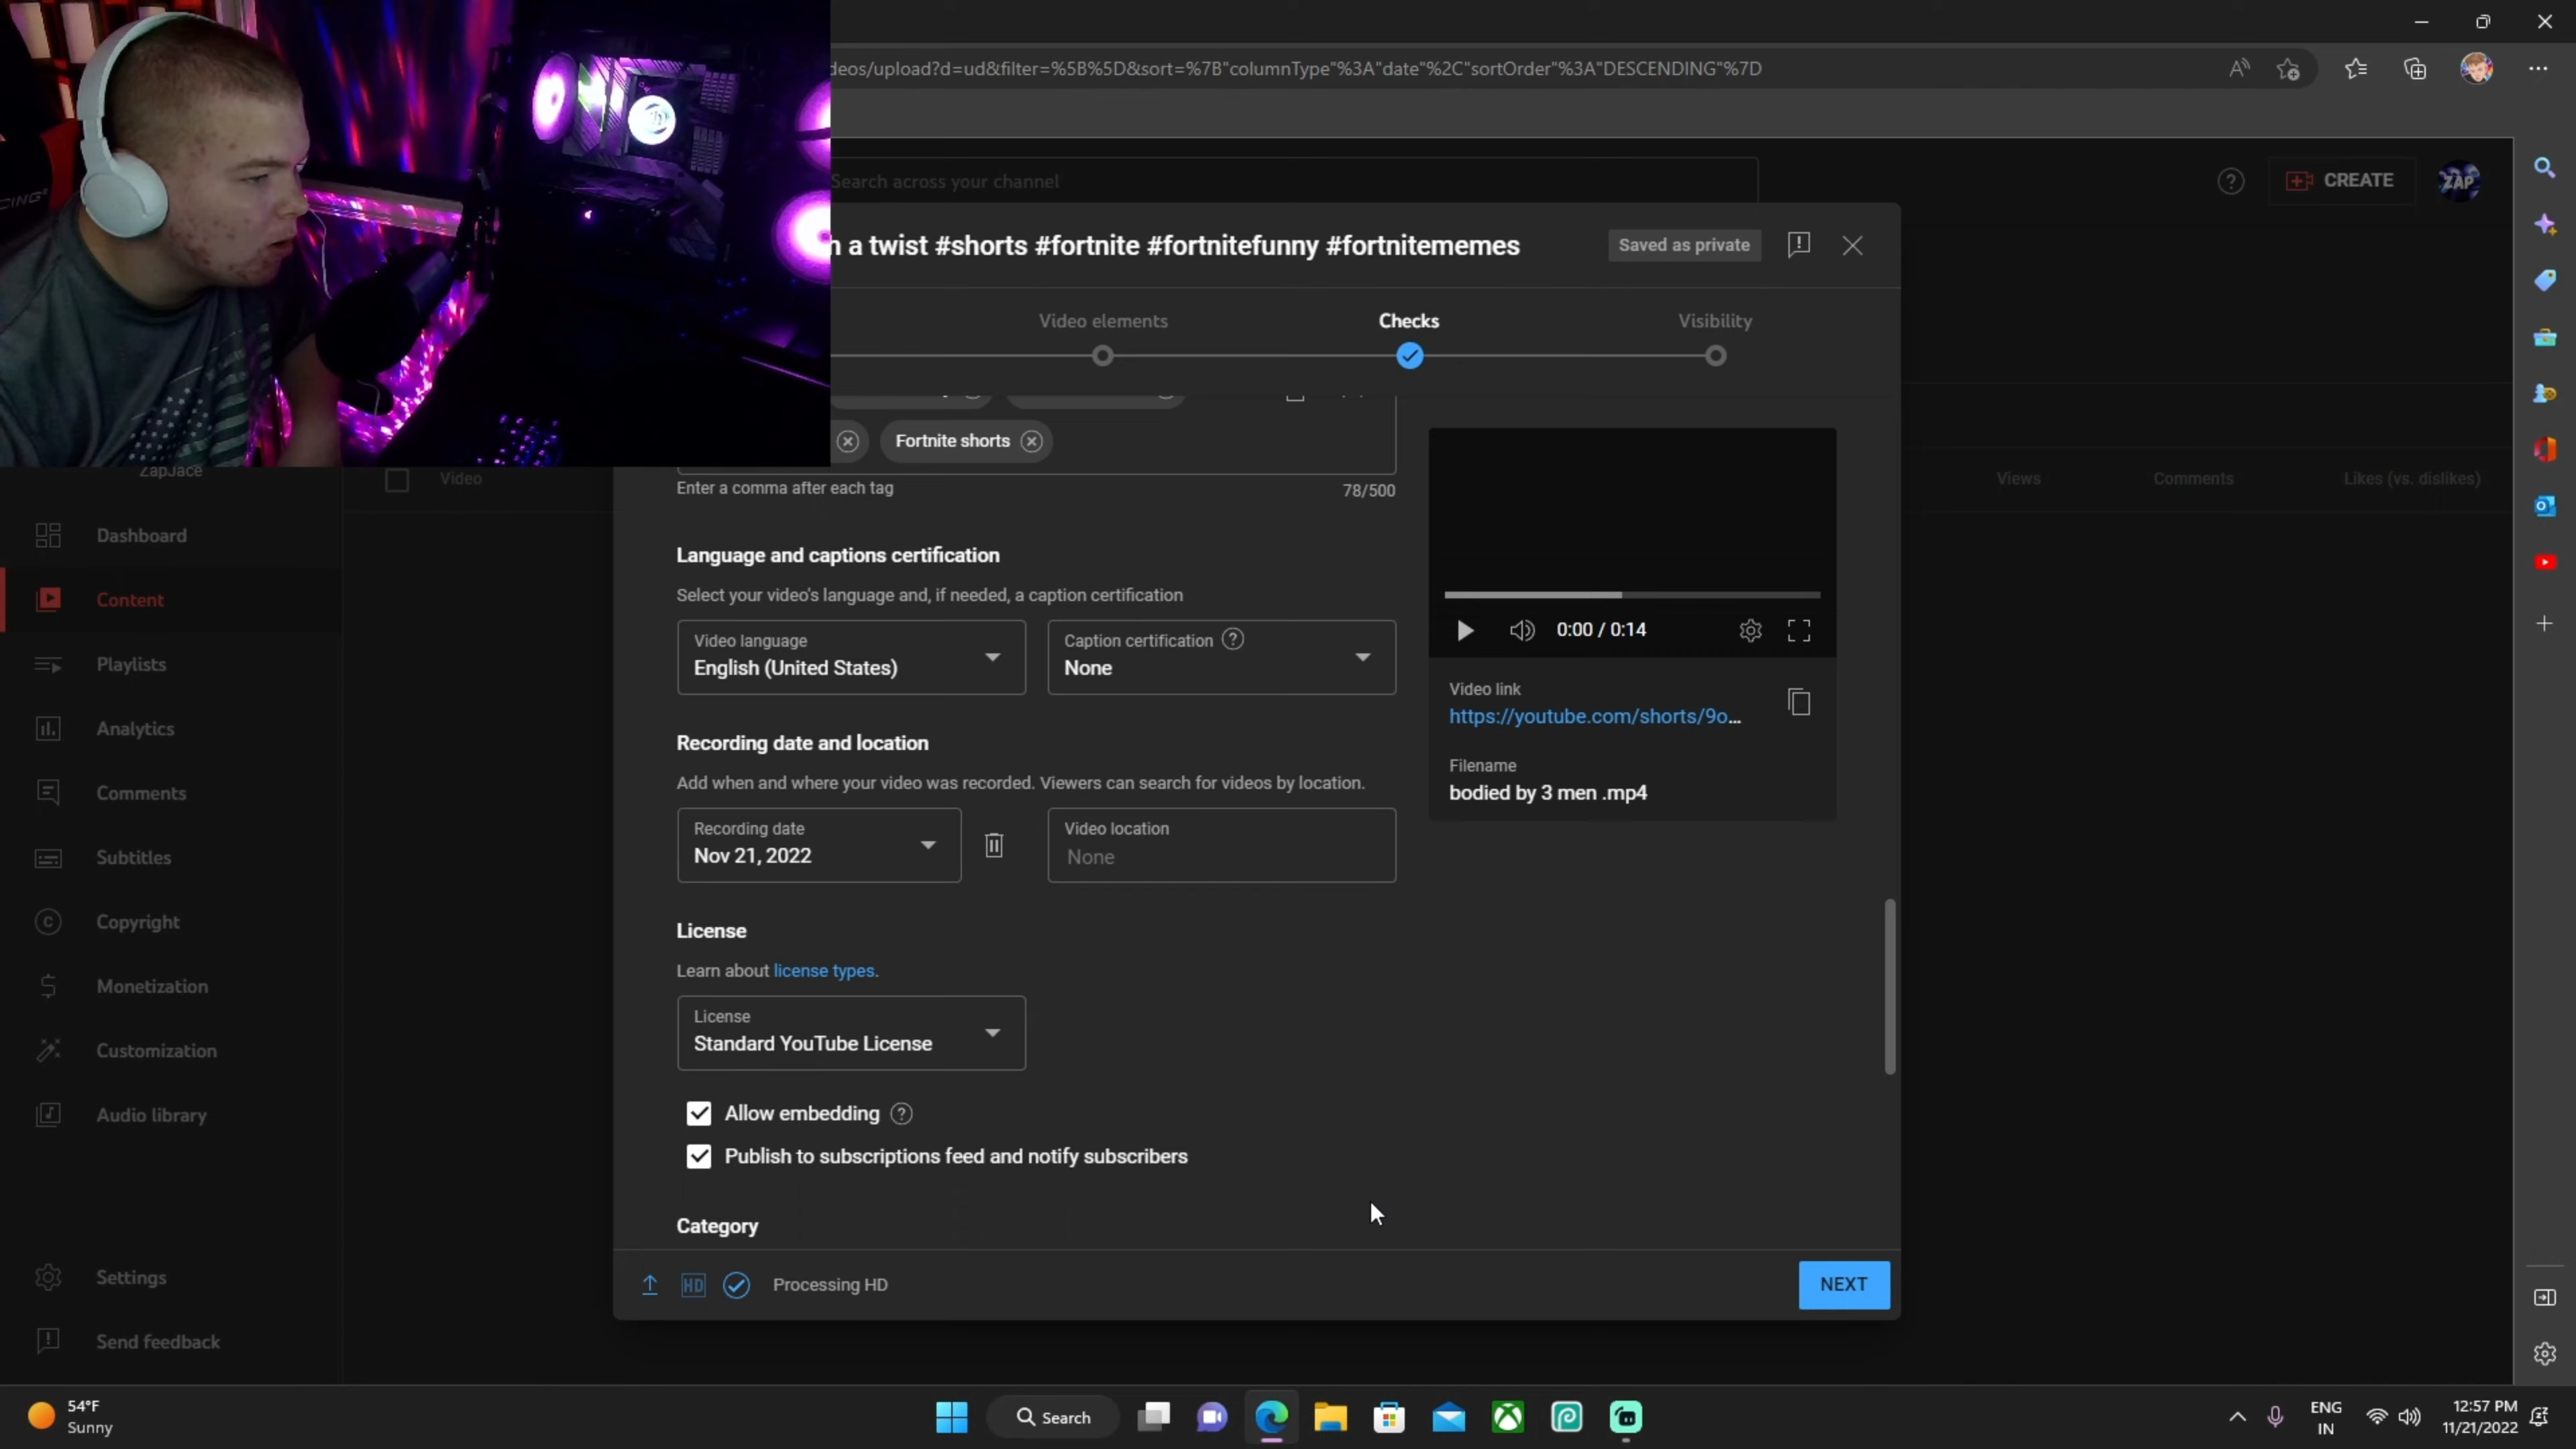 deos/upload?d=ud&filter=%5B%5D&sort=%7B"columnType"%3A"date"%2C"sortOrder"%3A"DESCENDING"%7D
Search across your channel
CREATE
ZAP
a twist #shorts #fortnite #fortnitefunny #fortnitememes
Saved as private
Video elements
Checks
Visibility
Fortnite shorts
Enter a comma after each tag
78/500
ZapJace
Video
Views
Comments
Likes (vs. dislikes)
Dashboard
Content
Playlists
Analytics
Comments
Subtitles
Copyright
Monetization
Customization
Audio library
Settings
Send feedback
Language and captions certification
Select your video's language and, if needed, a caption certification
Video language
English (United States)
Caption certification
None
Recording date and location
Add when and where your video was recorded. Viewers can search for videos by location.
Recording date
Nov 21, 2022
Video location
None
License
Learn about license types.
License
Standard YouTube License
Allow embedding
Publish to subscriptions feed and notify subscribers
Category
0:00 / 0:14
Video link
https://youtube.com/shorts/9o...
Filename
bodied by 3 men .mp4
HD
Processing HD
NEXT
54°F
Sunny
Search
ENG
IN
12:57 PM
11/21/2022